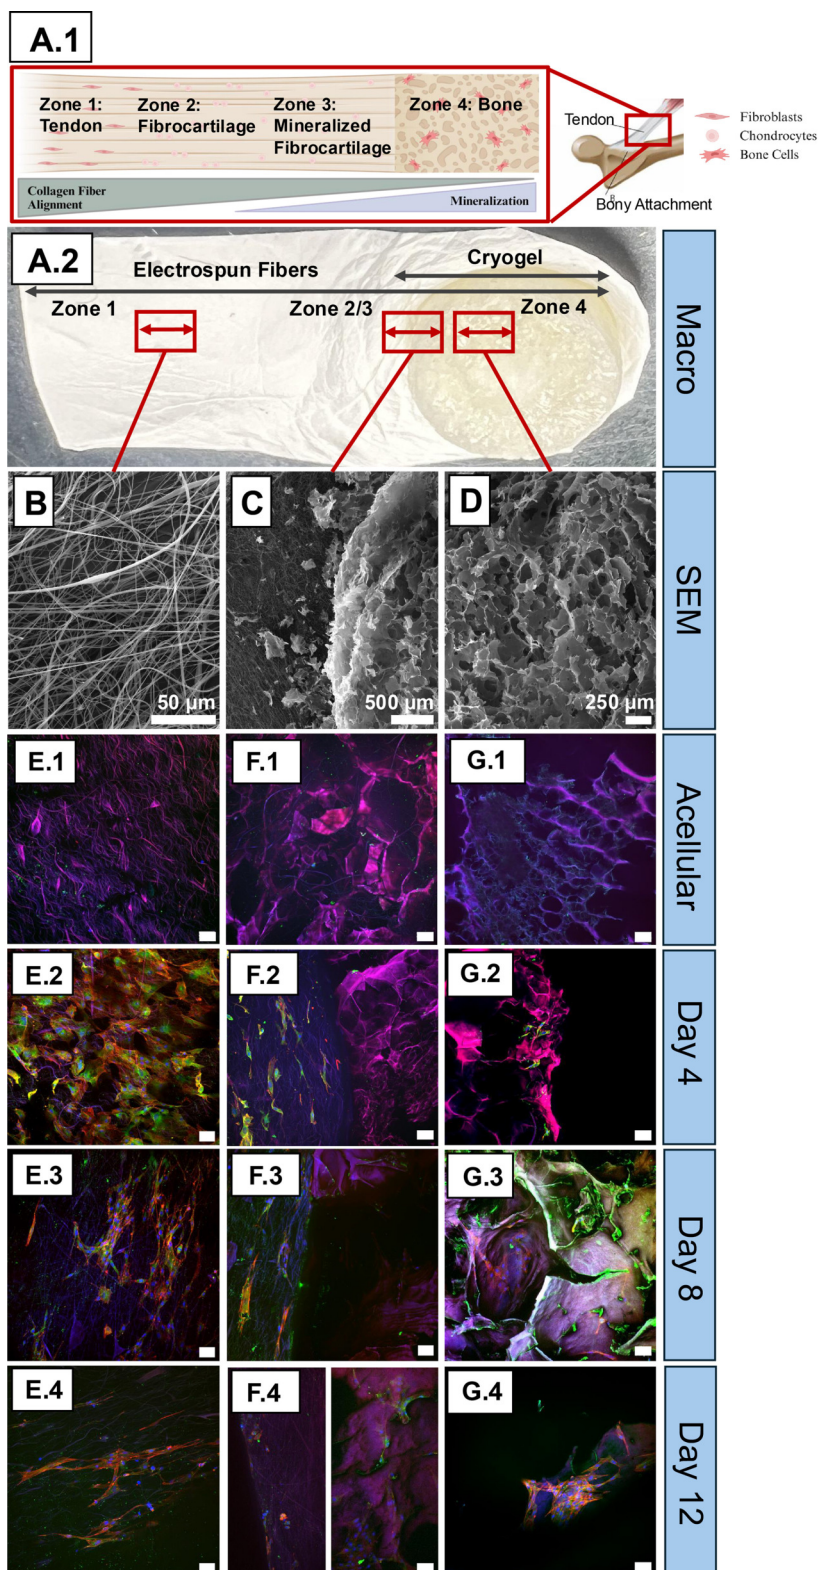 A.1
Zone 1:
Tendon
Zone 2:
Fibrocartilage
Zone 3:
Mineralized
Fibrocartilage
Zone 4: Bone
Collagen Fiber
Alignment
Mineralization
Tendon
B
Bony Attachment
Fibroblasts
Chondrocytes
Bone Cells
A.2
Electrospun Fibers
Cryogel
Zone 1
Zone 2/3
Zone 4
Macro
B
50 µm
C
500 µm
D
250 µm
SEM
E.1
F.1
G.1
Acellular
E.2
F.2
G.2
Day 4
E.3
F.3
G.3
Day 8
E.4
F.4
G.4
Day 12